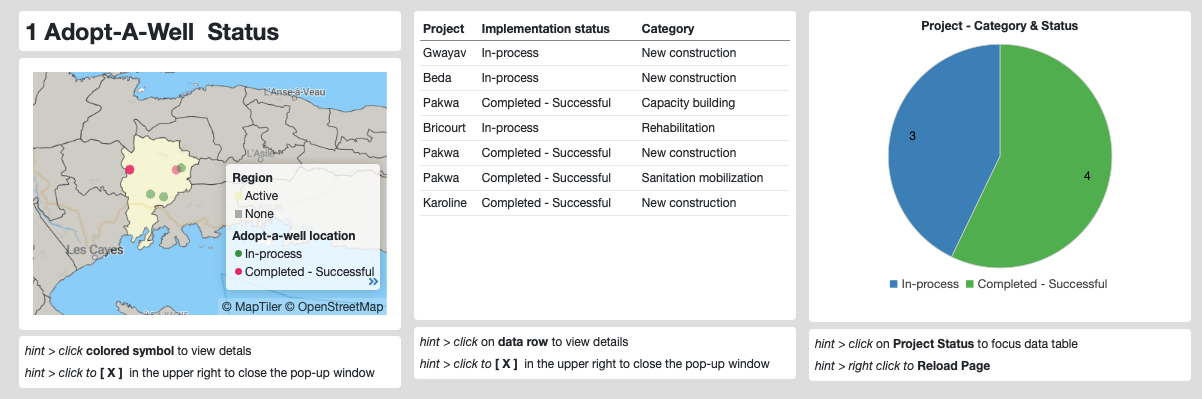 1 Adopt-A-Well Status
L'Anse-à-Veau
L'Asile
Les Cayes
Region
Active
None
Adopt-a-well location
In-process
Completed - Successful
»
© MapTiler © OpenStreetMap
hint > click colored symbol to view detals
hint > click to [ X ] in the upper right to close the pop-up window
Project Implementation status Category
Gwayav In-process New construction
Beda In-process New construction
Pakwa Completed - Successful Capacity building
Bricourt In-process Rehabilitation
Pakwa Completed - Successful New construction
Pakwa Completed - Successful Sanitation mobilization
Karoline Completed - Successful New construction
hint > click on data row to view details
hint > click to [ X ] in the upper right to close the pop-up window
Project - Category & Status
3
4
In-process Completed - Successful
hint > click on Project Status to focus data table
hint > right click to Reload Page